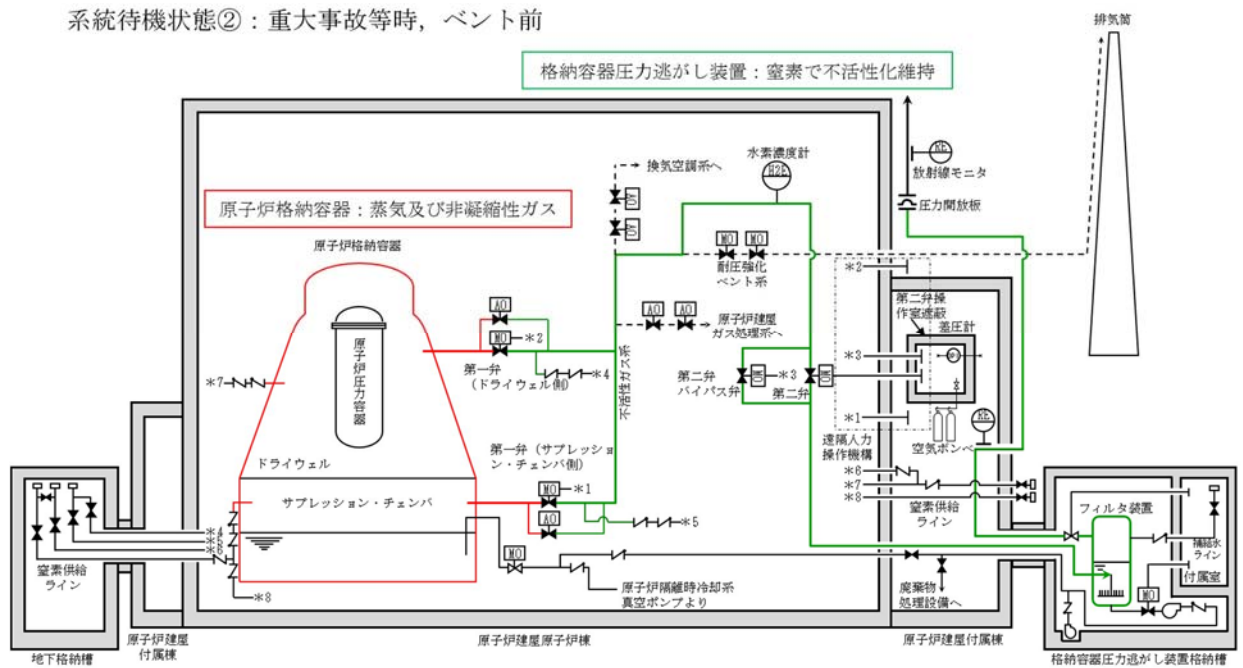 系統待機状態②：重大事故等時，ベント前
排気筒
格納容器圧力逃がし装置：窒素で不活性化維持
水素濃度計
H2E
RE
放射線モニタ
換気空調系へ
圧力開放板
原子炉格納容器：蒸気及び非凝縮性ガス
原子炉格納容器
MO
MO
耐圧強化
ベント系
＊2
第二弁操
作室遮蔽
差圧計
AO
AO
AO
原子炉建屋
ガス処理系へ
MO
＊2
原子炉圧力容器
＊3
＊7
第一弁
（ドライウェル側）
＊4
不活性ガス系
第二弁
バイパス弁
＊3
第二弁
＊1
RE
第一弁（サプレッショ
ン・チェンバ側）
遠隔人力
操作機構
空気ボンベ
ドライウェル
＊6
＊7
＊8
サプレッション・チェンバ
MO
＊1
窒素供給
ライン
フィルタ装置
AO
＊5
＊4
＊5
＊6
補給水
ライン
窒素供給
ライン
MO
付属室
＊8
原子炉隔離時冷却系
真空ポンプより
廃棄物
処理設備へ
MO
原子炉建屋
付属棟
原子炉建屋原子炉棟
原子炉建屋付属棟
地下格納槽
格納容器圧力逃がし装置格納槽